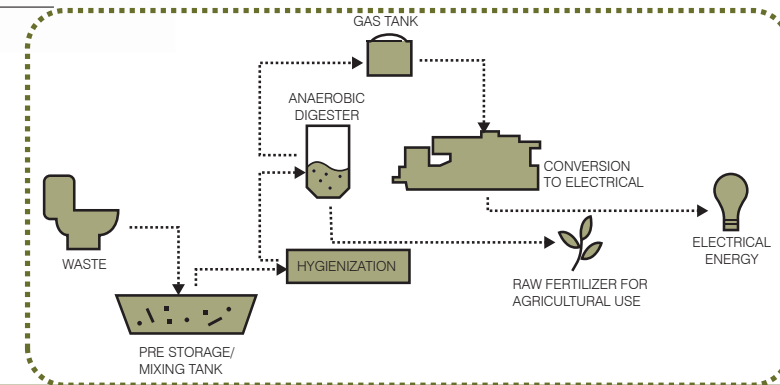 GAS TANK
ANAEROBIC
DIGESTER
CONVERSION
TO ELECTRICAL
WASTE
HYGIENIZATION
ELECTRICAL
ENERGY
RAW FERTILIZER FOR
AGRICULTURAL USE
PRE STORAGE/
MIXING TANK